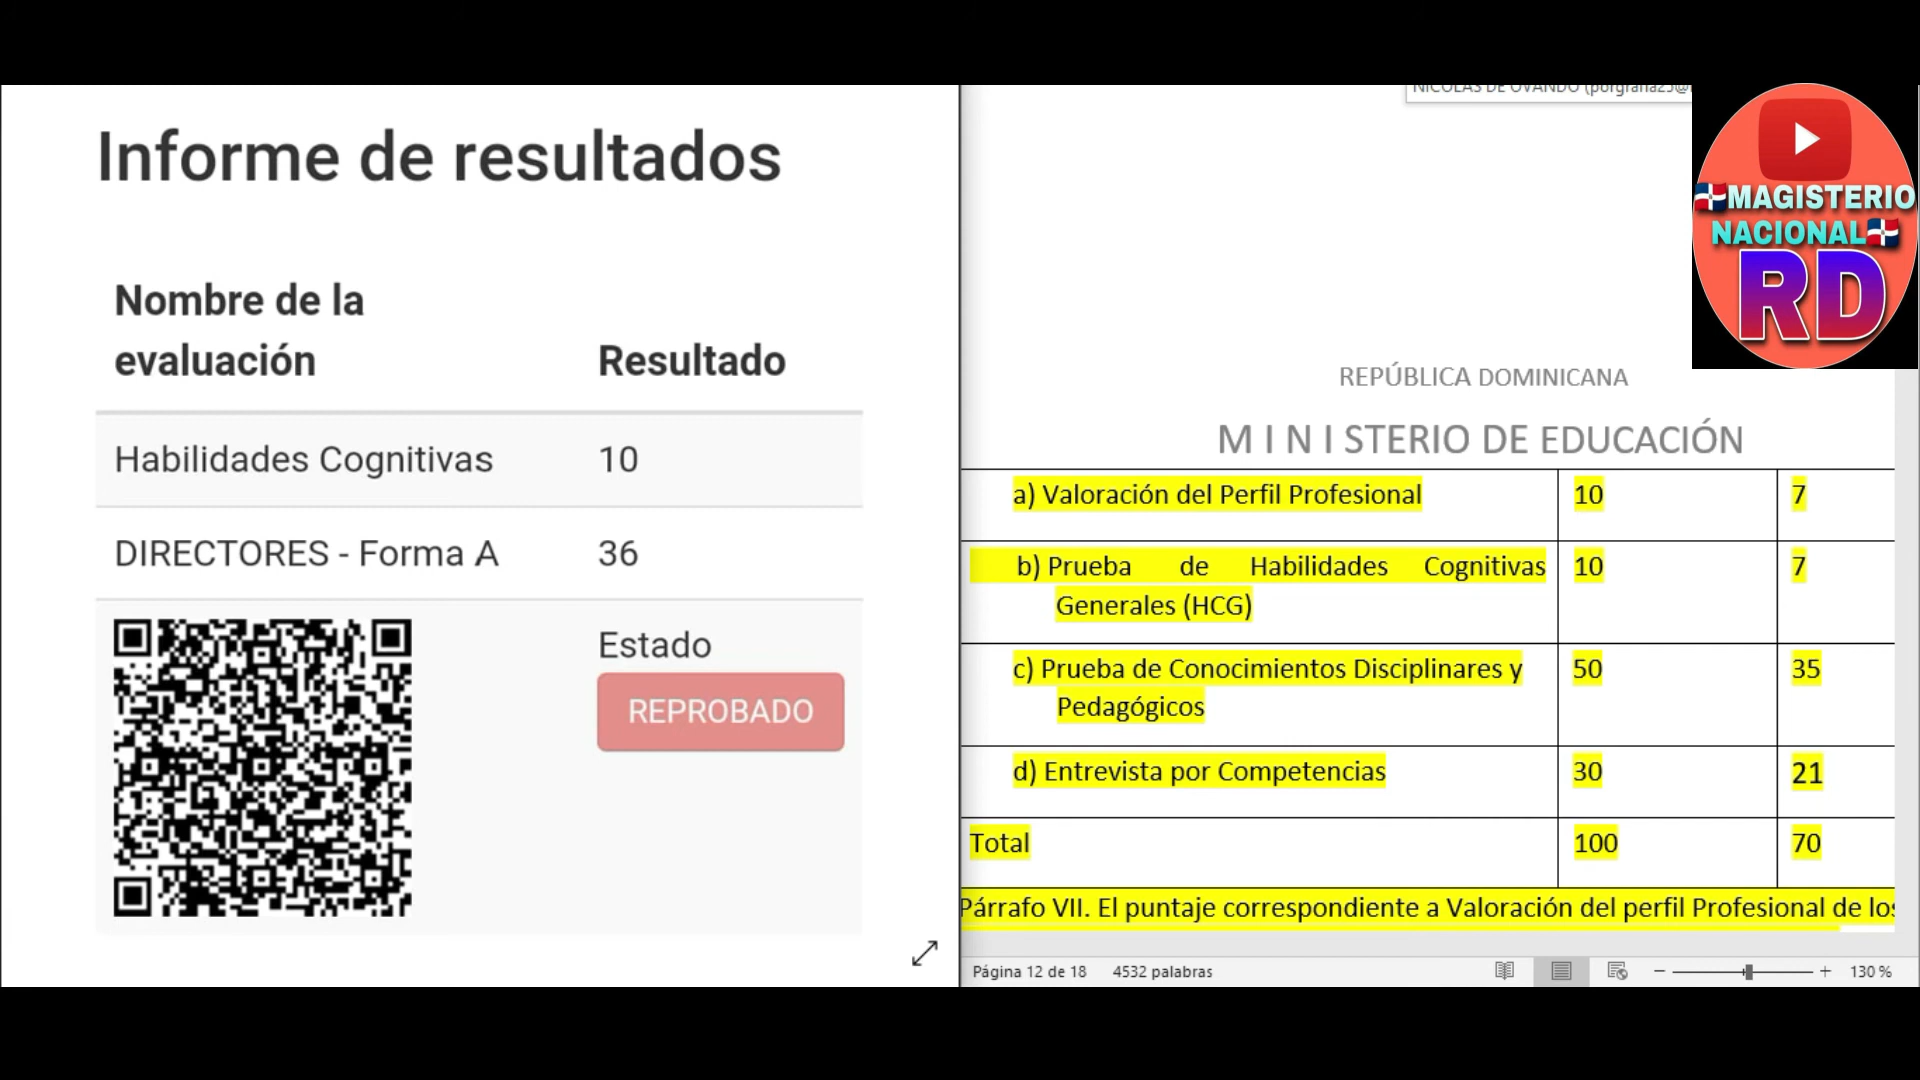 Informe de resultados
Nombre de la
evaluación
Resultado
Habilidades Cognitivas 10
DIRECTORES - Forma A 36
Estado
REPROBADO
NICOLAS DE OVANDO
MAGISTERIO
NACIONAL
RD
REPÚBLICA DOMINICANA
M I N I STERIO DE EDUCACIÓN
a) Valoración del Perfil Profesional 10 7
b) Prueba de Habilidades Cognitivas 10 7
Generales (HCG)
c) Prueba de Conocimientos Disciplinares y 50 35
Pedagógicos
d) Entrevista por Competencias 30 21
Total 100 70
Párrafo VII. El puntaje correspondiente a Valoración del perfil Profesional de los
Página 12 de 18 4532 palabras
130 %